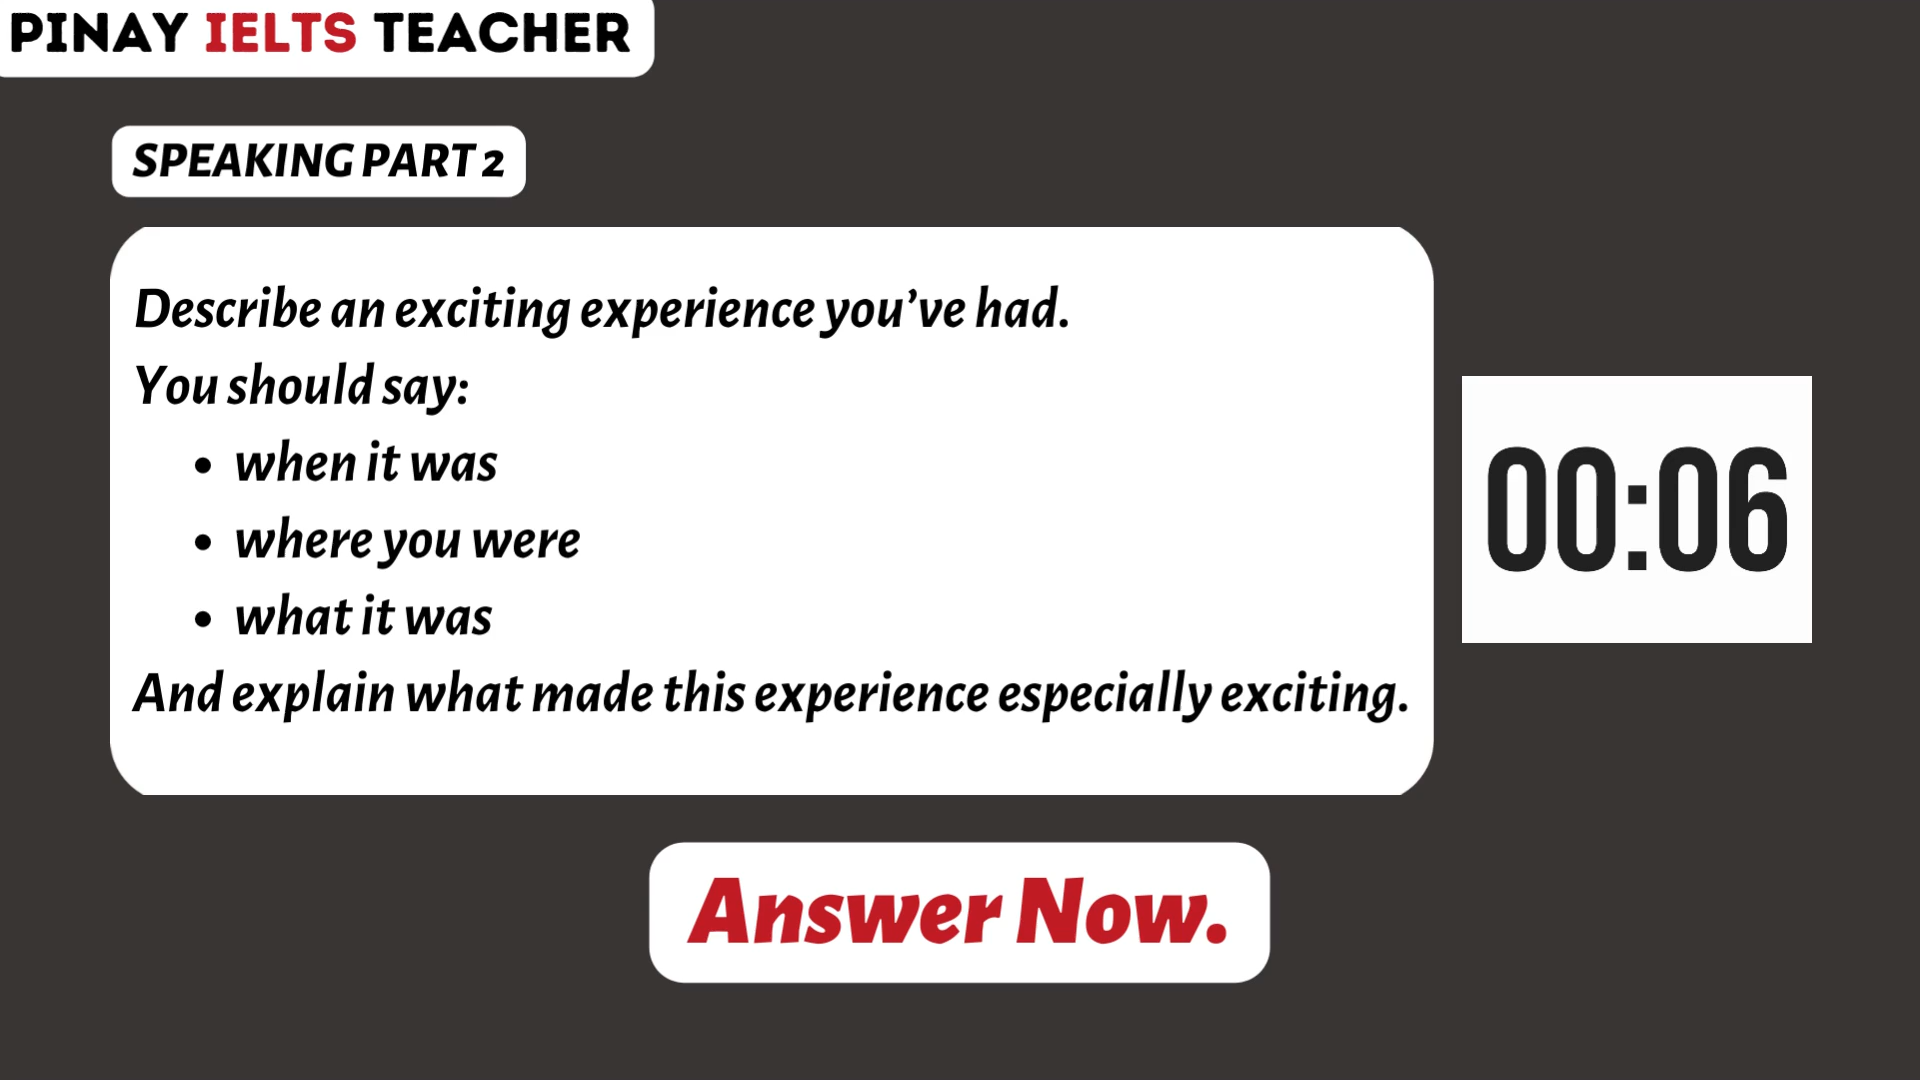 PINAY IELTS TEACHER
SPEAKING PART 2
Describe an exciting experience you’ve had.
You should say:
• when it was
• where you were
• what it was
And explain what made this experience especially exciting.
00:06
Answer Now.